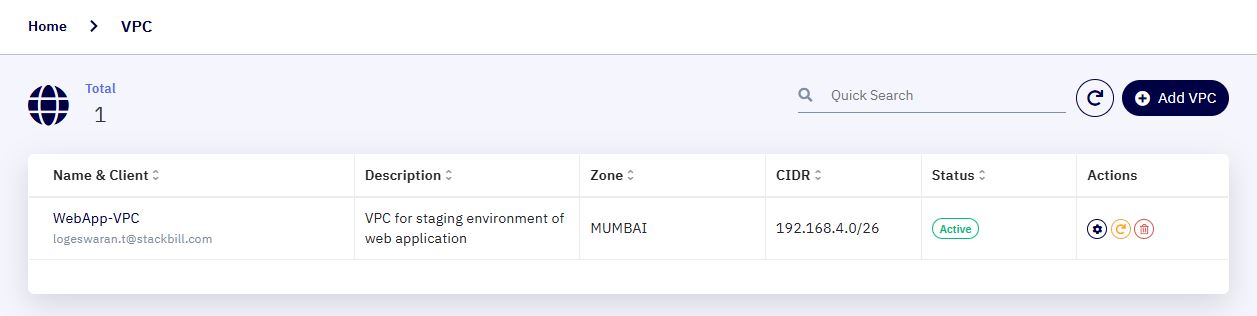 Home > VPC
Total
1
Quick Search
Add VPC
Name & Client Description Zone CIDR Status Actions
WebApp-VPC VPC for staging environment of MUMBAI 192.168.4.0/26 Active
logeswaran.t@stackbill.com web application